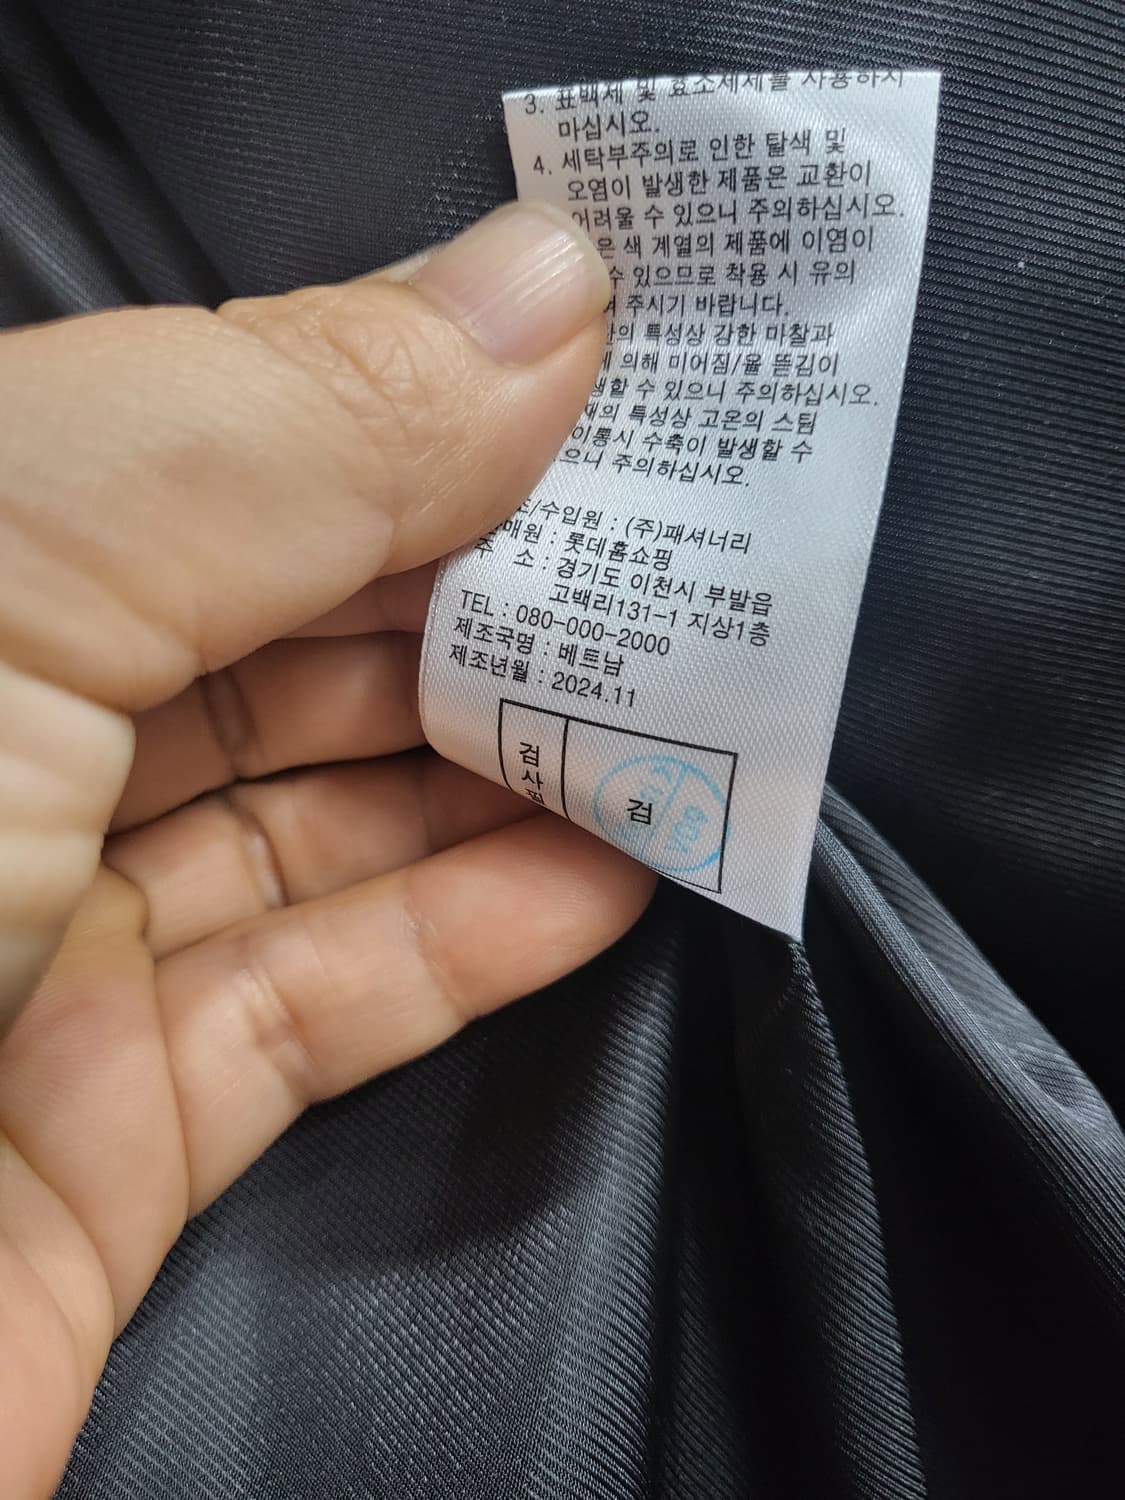 3. 표백제 및 효소세제를 사용하지
마십시오.
4. 세탁부주의로 인한 탈색 및
오염이 발생한 제품은 교환이
어려울 수 있으니 주의하십시오.
은 색 계열의 제품에 이염이
수 있으므로 착용 시 유의
주시기 바랍니다.
특성상 강한 마찰과
의해 미어짐/올 뜯김이
수 있으니 주의하십시오.
특성상 고온의 스팀
다이롱시 수축이 발생할 수
으니 주의하십시오.
조/수입원 : (주)패셔너리
판매원 : 롯데홈쇼핑
주 소 : 경기도 이천시 부발읍
고백리131-1 지상1층
TEL : 080-000-2000
제조국명 : 베트남
제조년월 : 2024.11
검사필
검